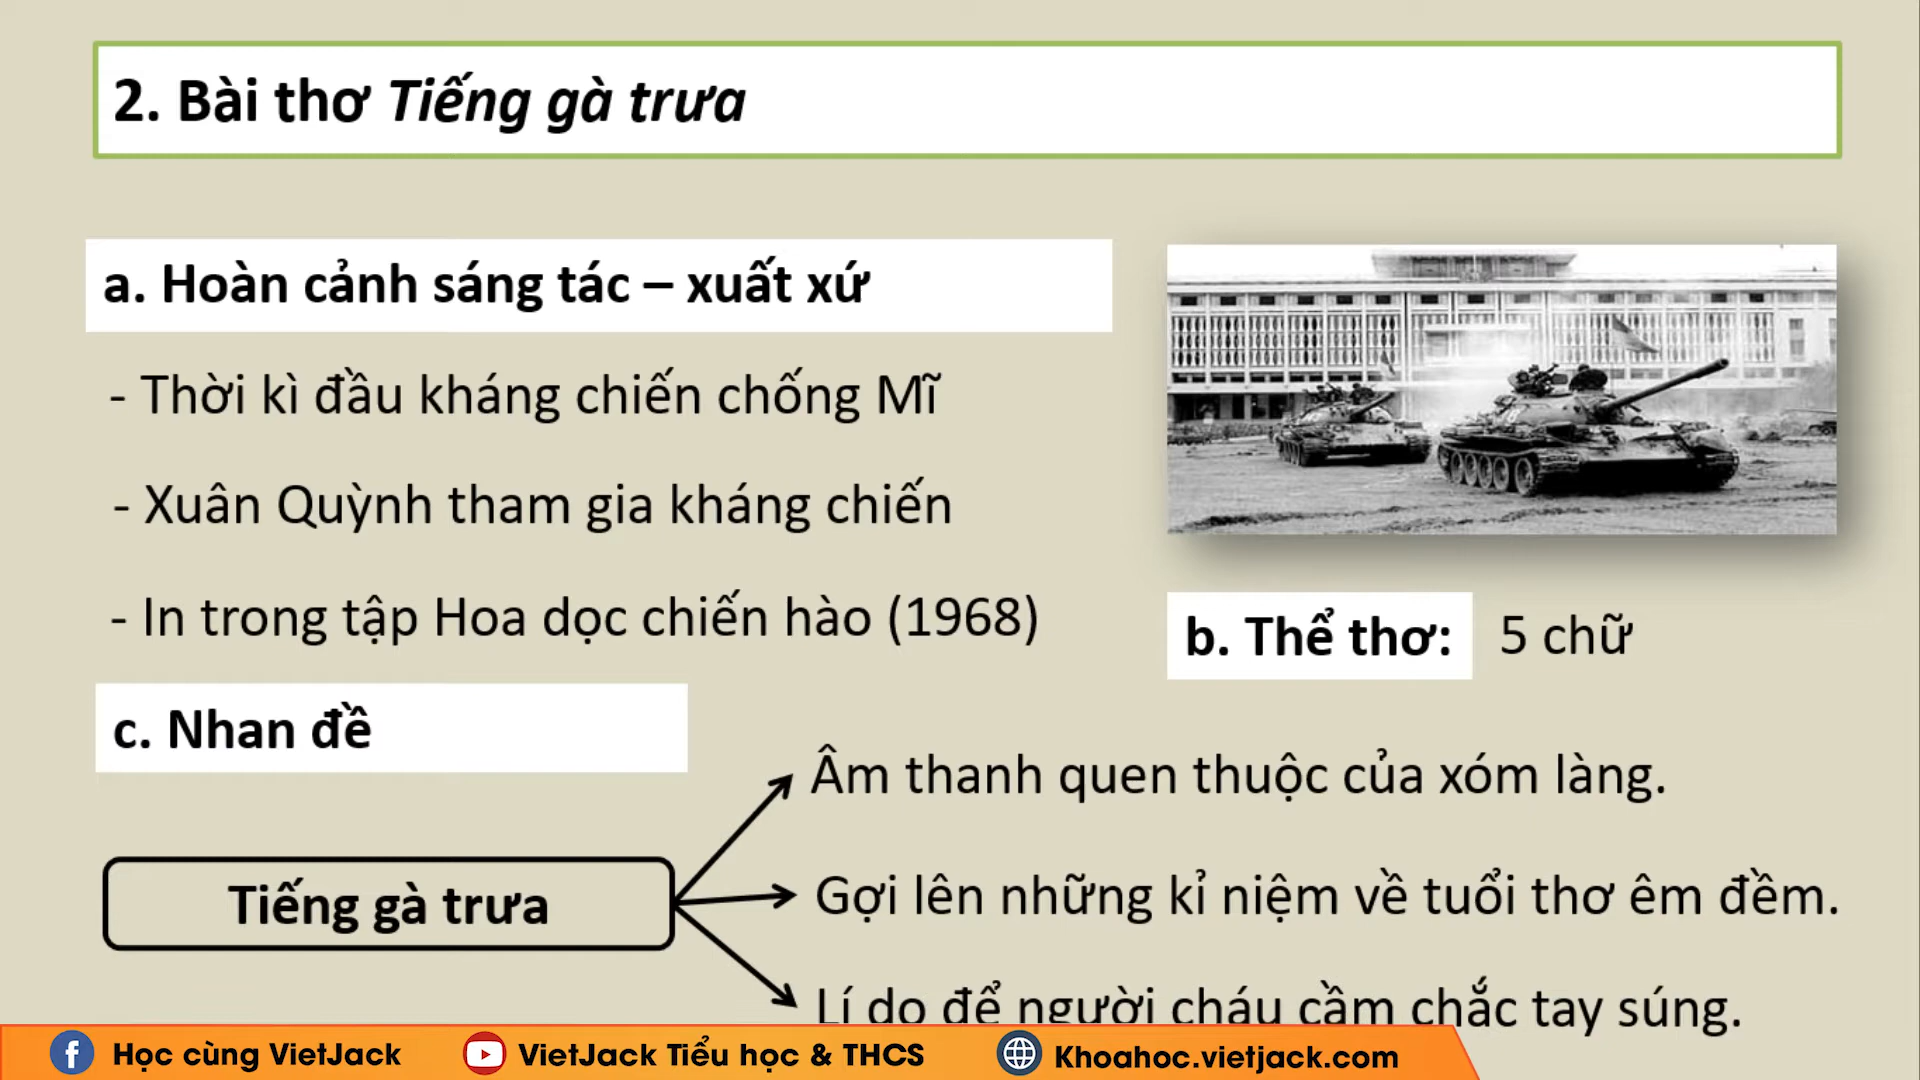 2. Bài thơ Tiếng gà trưa
a. Hoàn cảnh sáng tác – xuất xứ
- Thời kì đầu kháng chiến chống Mĩ
- Xuân Quỳnh tham gia kháng chiến
- In trong tập Hoa dọc chiến hào (1968)
b. Thể thơ: 5 chữ
c. Nhan đề
Tiếng gà trưa
Âm thanh quen thuộc của xóm làng.
Gợi lên những kỉ niệm về tuổi thơ êm đềm.
Lí do để người cháu cầm chắc tay súng.
Học cùng VietJack
VietJack Tiểu học & THCS
Khoahoc.vietjack.com